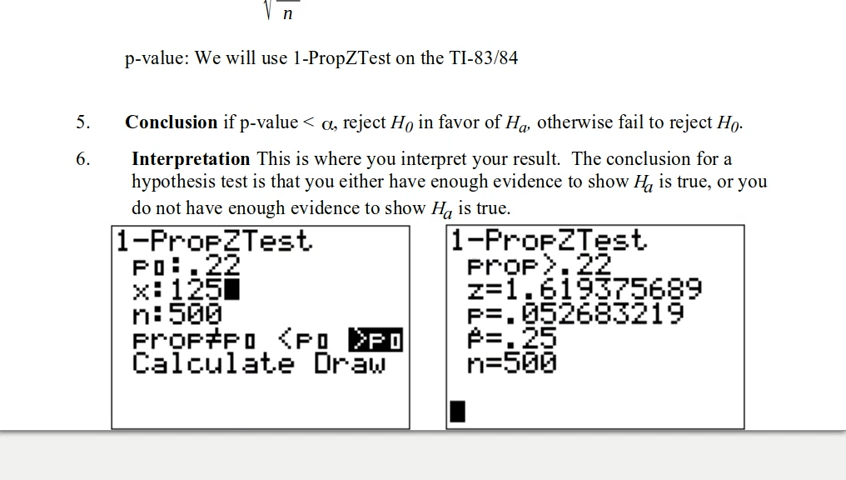 n
p-value: We will use 1-PropZTest on the TI-83/84
5. Conclusion if p-value < α, reject H0 in favor of Ha, otherwise fail to reject H0.
6. Interpretation This is where you interpret your result. The conclusion for a
hypothesis test is that you either have enough evidence to show Ha is true, or you
do not have enough evidence to show Ha is true.
1-PropZTest
p0:.22
x:125
n:500
prop≠p0 <p0 >p0
Calculate Draw
1-PropZTest
prop>.22
z=1.619375689
p=.052683219
p̂=.25
n=500